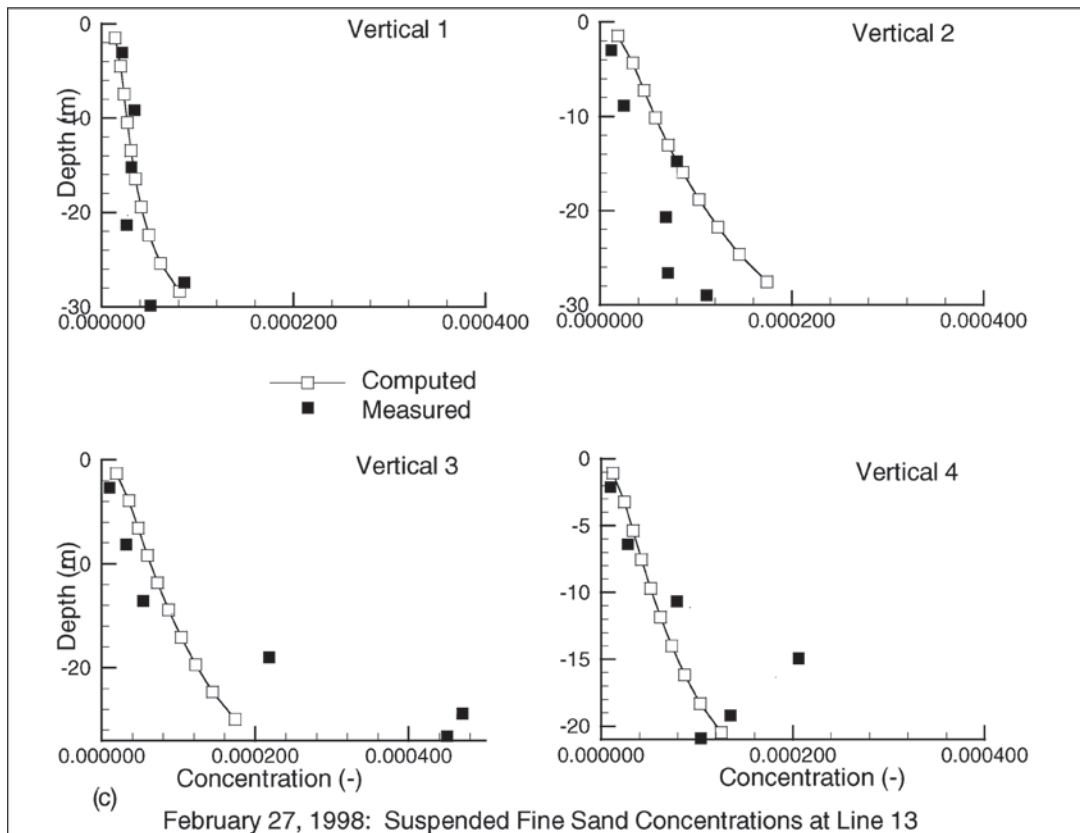 Vertical 1
0
-10
-20
-30
Depth (m)
0.000000
0.000200
0.000400
Vertical 2
0
-10
-20
-30
0.000000
0.000200
0.000400
Computed
Measured
Vertical 3
0
-10
-20
Depth (m)
0.000000
0.000200
0.000400
Concentration (-)
Vertical 4
0
-5
-10
-15
-20
0.000000
0.000200
0.000400
Concentration (-)
(c)
February 27, 1998: Suspended Fine Sand Concentrations at Line 13